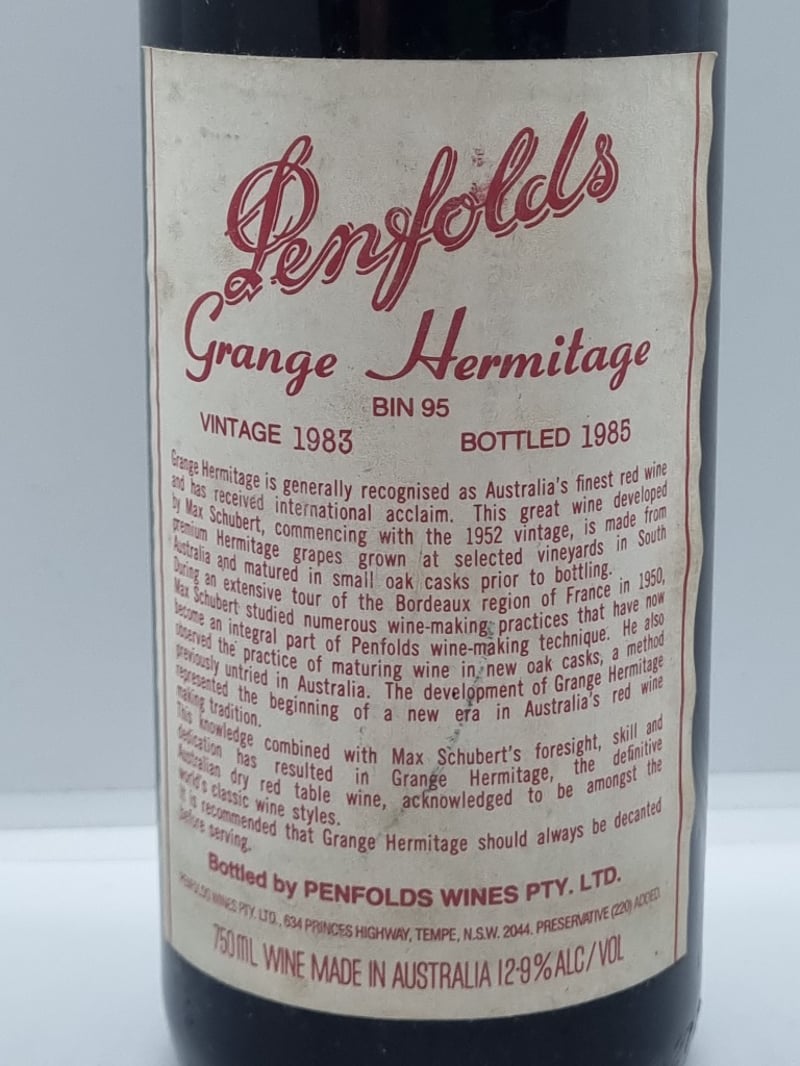 Penfolds
Grange Hermitage
BIN 95
VINTAGE 1983 BOTTLED 1985
Grange Hermitage is generally recognised as Australia's finest red wine
and has received international acclaim. This great wine developed
by Max Schubert, commencing with the 1952 vintage, is made from
premium Hermitage grapes grown at selected vineyards in South
Australia and matured in small oak casks prior to bottling.
During an extensive tour of the Bordeaux region of France in 1950,
Max Schubert studied numerous wine-making practices that have now
become an integral part of Penfolds wine-making technique. He also
observed the practice of maturing wine in new oak casks, a method
previously untried in Australia. The development of Grange Hermitage
represented the beginning of a new era in Australia's red wine
making tradition.
This knowledge combined with Max Schubert's foresight, skill and
dedication has resulted in Grange Hermitage, the definitive
Australian dry red table wine, acknowledged to be amongst the
world's classic wine styles.
It is recommended that Grange Hermitage should always be decanted
before serving.
Bottled by PENFOLDS WINES PTY. LTD.
PENFOLDS WINES PTY. LTD., 634 PRINCES HIGHWAY, TEMPE, N.S.W. 2044. PRESERVATIVE (220) ADDED.
750ML WINE MADE IN AUSTRALIA 12·9% ALC/VOL